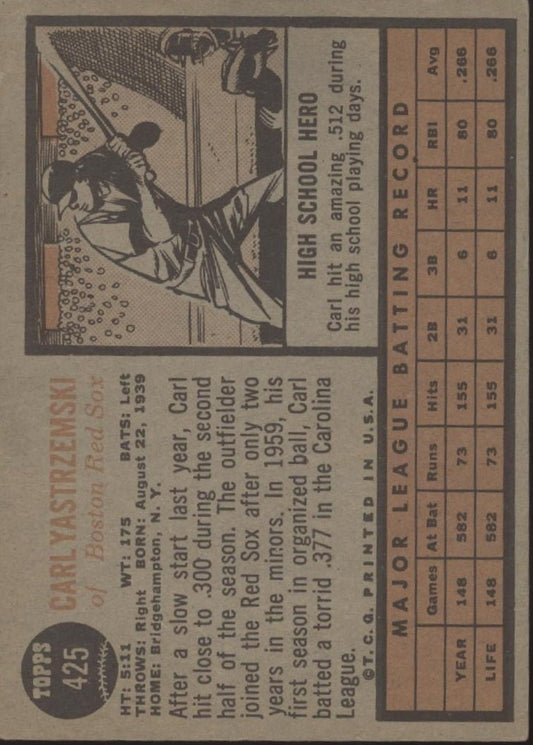 TOPPS
425
CARL YASTRZEMSKI
of Boston Red Sox
HT: 5:11 WT: 175 BATS: Left
THROWS: Right BORN: August 22, 1939
HOME: Bridgehampton, N. Y.
After a slow start last year, Carl
hit close to .300 during the second
half of the season. The outfielder
joined the Red Sox after only two
years in the minors. In 1959, his
first season in organized ball, Carl
batted a torrid .377 in the Carolina
League.
©T. C. G. PRINTED IN U.S.A.
HIGH SCHOOL HERO
Carl hit an amazing .512 during
his high school playing days.
MAJOR LEAGUE BATTING RECORD
Games At Bat Runs Hits 2B 3B HR RBI Avg
YEAR 148 582 73 155 31 6 11 80 .266
LIFE 148 582 73 155 31 6 11 80 .266